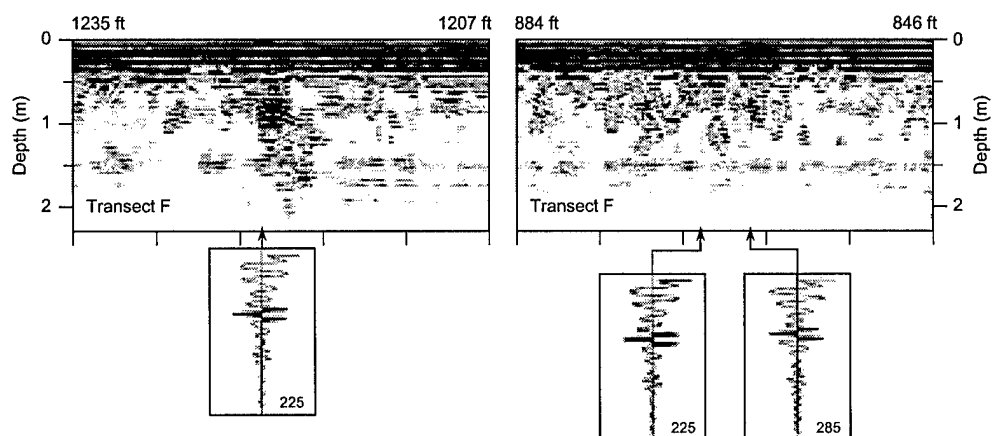 1235 ft 1207 ft 884 ft 846 ft
0 0
1 1
2 2
Depth (m) Depth (m)
Transect F Transect F
225 225 285